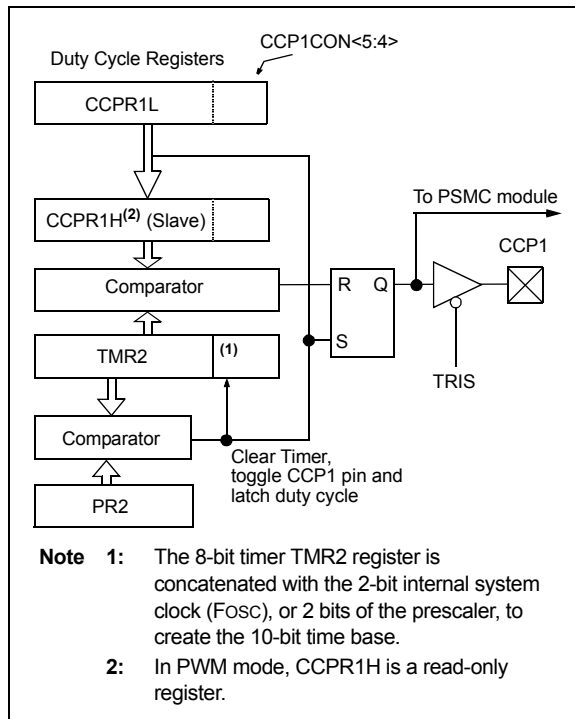 CCP1CON<5:4>
Duty Cycle Registers
CCPR1L
CCPR1H(2) (Slave)
To PSMC module
CCP1
Comparator
R Q
TMR2
(1)
S
TRIS
Comparator
Clear Timer,
toggle CCP1 pin and
latch duty cycle
PR2
Note 1: The 8-bit timer TMR2 register is
concatenated with the 2-bit internal system
clock (FOSC), or 2 bits of the prescaler, to
create the 10-bit time base.
2: In PWM mode, CCPR1H is a read-only
register.